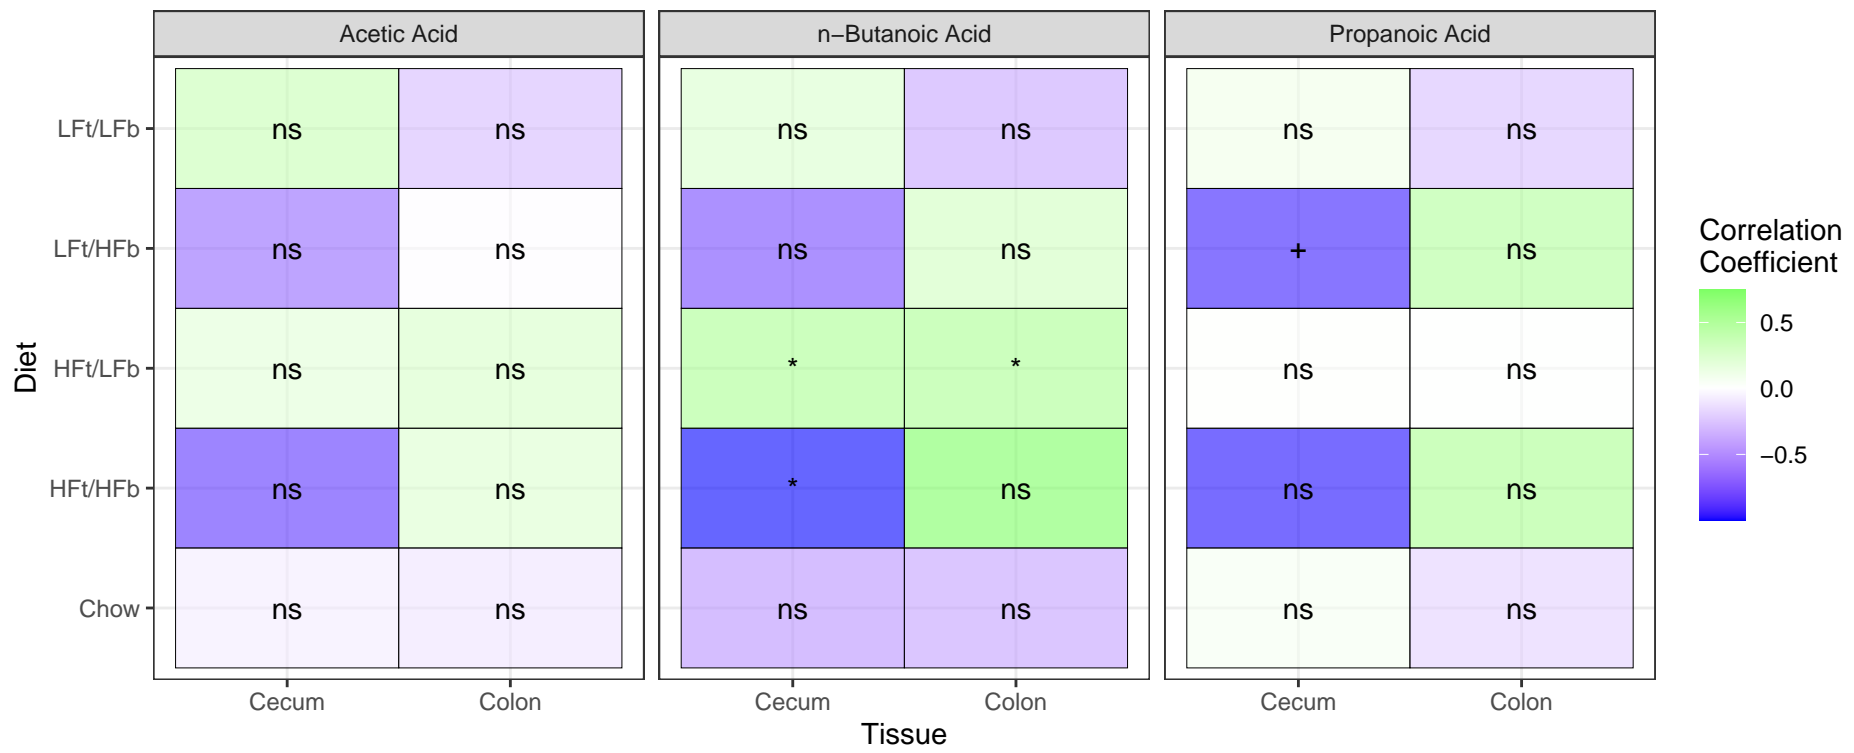 Acetic Acid n−Butanoic Acid Propanoic Acid
LFt/LFb ns ns ns ns ns ns
LFt/HFb ns ns ns ns + ns
HFt/LFb ns ns * * ns ns
HFt/HFb ns ns * ns ns ns
Chow ns ns ns ns ns ns
Cecum Colon Cecum Colon Cecum Colon
Tissue
Diet
Correlation
Coefficient
0.5
0.0
−0.5